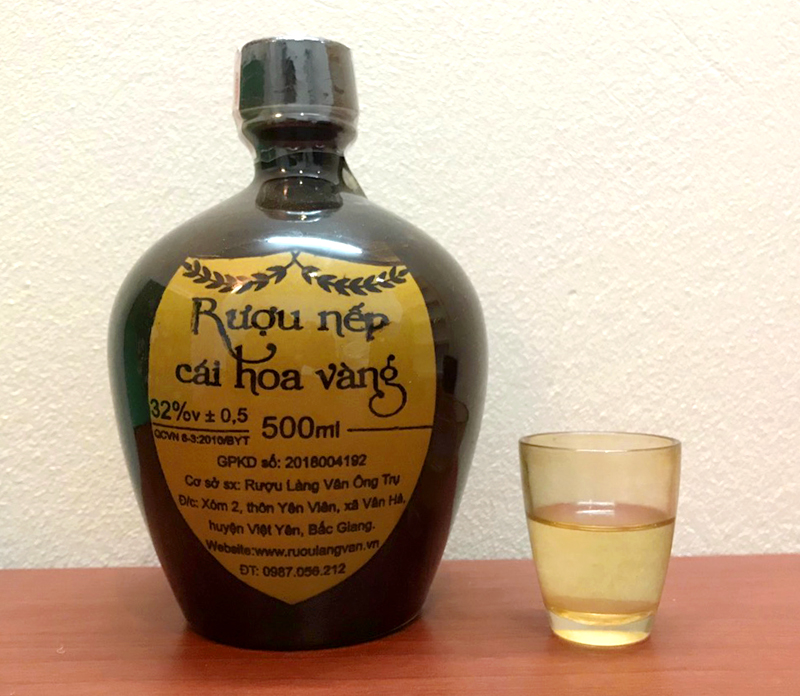 Rượu nếp
cái hoa vàng
32%v ± 0,5
QCVN 6-3:2010/BYT
500ml
GPKD số: 2016004192
Cơ sở sx: Rượu Làng Vân Ông Trụ
Đ/c: Xóm 2, thôn Yên Viên, xã Vân Hà,
huyện Việt Yên, Bắc Giang.
Website:www.ruoulangvan.vn
ĐT: 0987.056.212